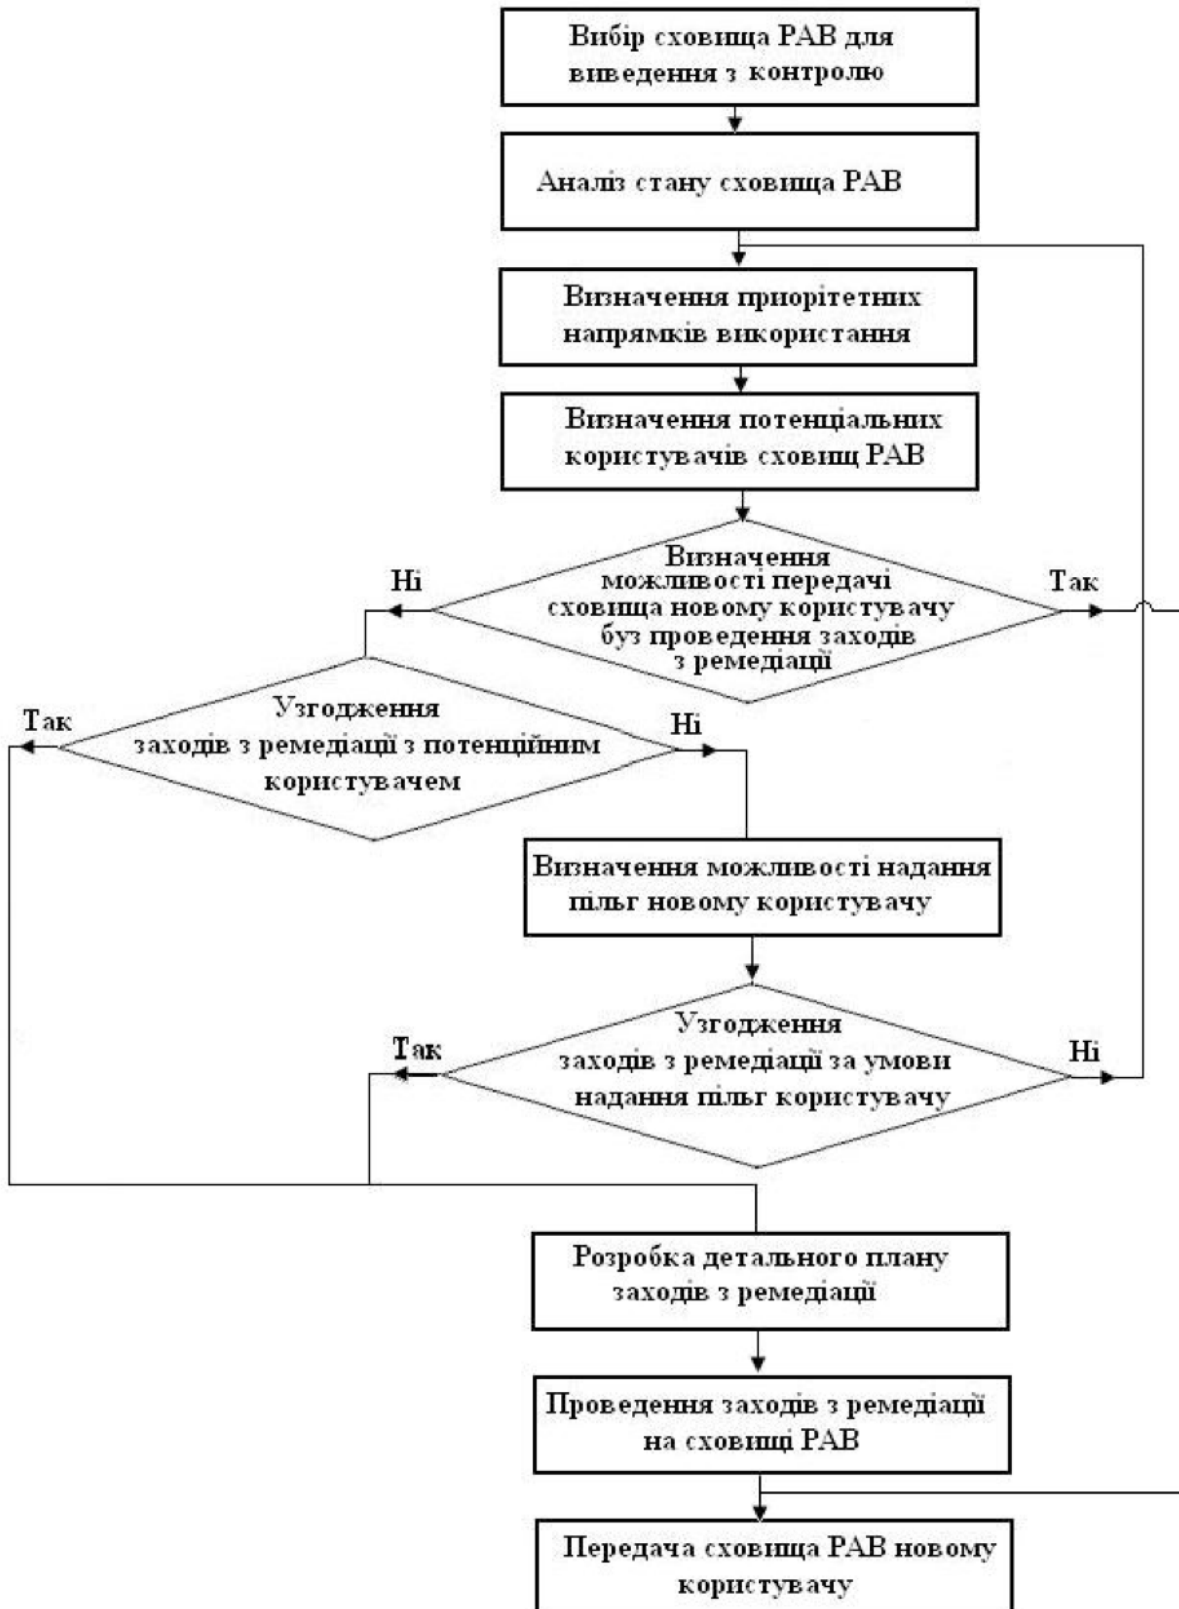 Вибір сховища РАВ для
виведення з контролю
Аналіз стану сховища РАВ
Визначення приорітетних
напрямків використання
Визначення потенціальних
користувачів сховищ РАВ
Визначення
можливості передачі
сховища новому користувачу
буз проведення заходів
з ремедіації
Ні
Так
Узгодження
заходів з ремедіації з потенційним
користувачем
Так
Ні
Визначення можливості надання
пільг новому користувачу
Узгодження
заходів з ремедіації за умови
надання пільг користувачу
Так
Ні
Розробка детального плану
заходів з ремедіації
Проведення заходів з ремедіації
на сховищі РАВ
Передача сховища РАВ новому
користувачу